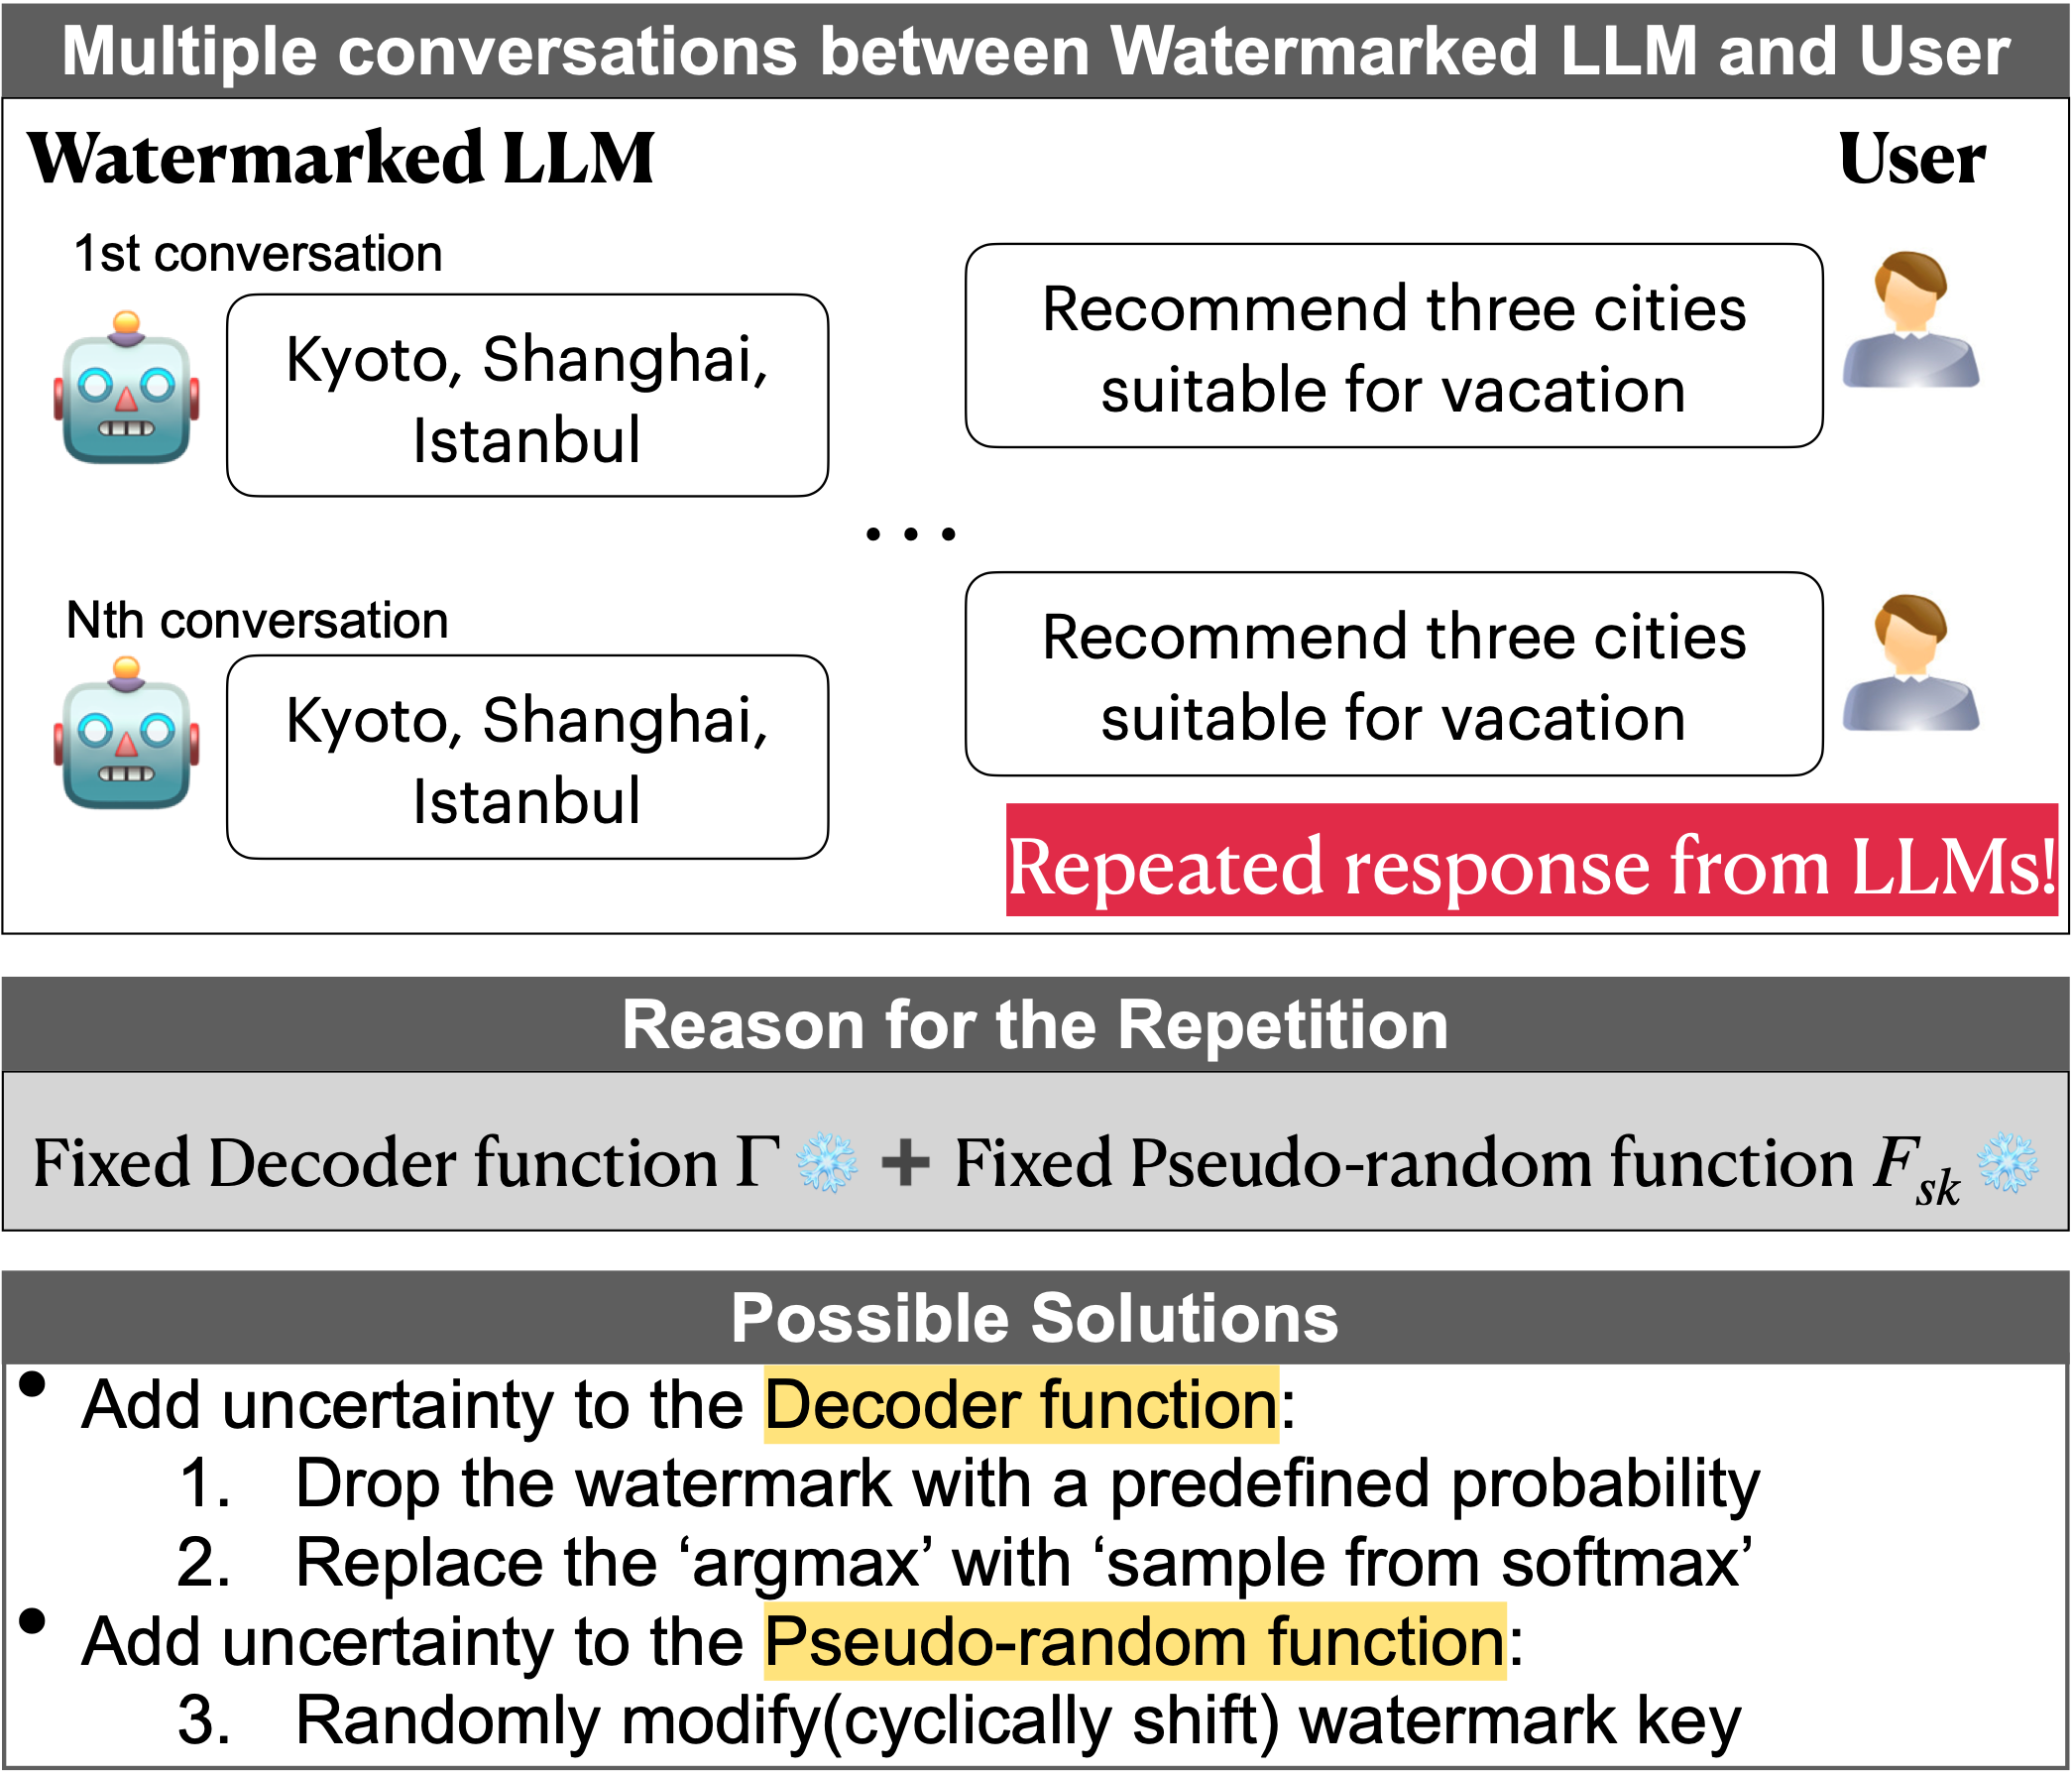 Multiple conversations between Watermarked LLM and User
Watermarked LLM
User
1st conversation
Recommend three cities
suitable for vacation
Kyoto, Shanghai,
Istanbul
...
Nth conversation
Recommend three cities
suitable for vacation
Kyoto, Shanghai,
Istanbul
Repeated response from LLMs!
Reason for the Repetition
Fixed Decoder function Γ ❄️ + Fixed Pseudo-random function F_sk ❄️
Possible Solutions
• Add uncertainty to the Decoder function:
1. Drop the watermark with a predefined probability
2. Replace the ‘argmax’ with ‘sample from softmax’
• Add uncertainty to the Pseudo-random function:
3. Randomly modify(cyclically shift) watermark key